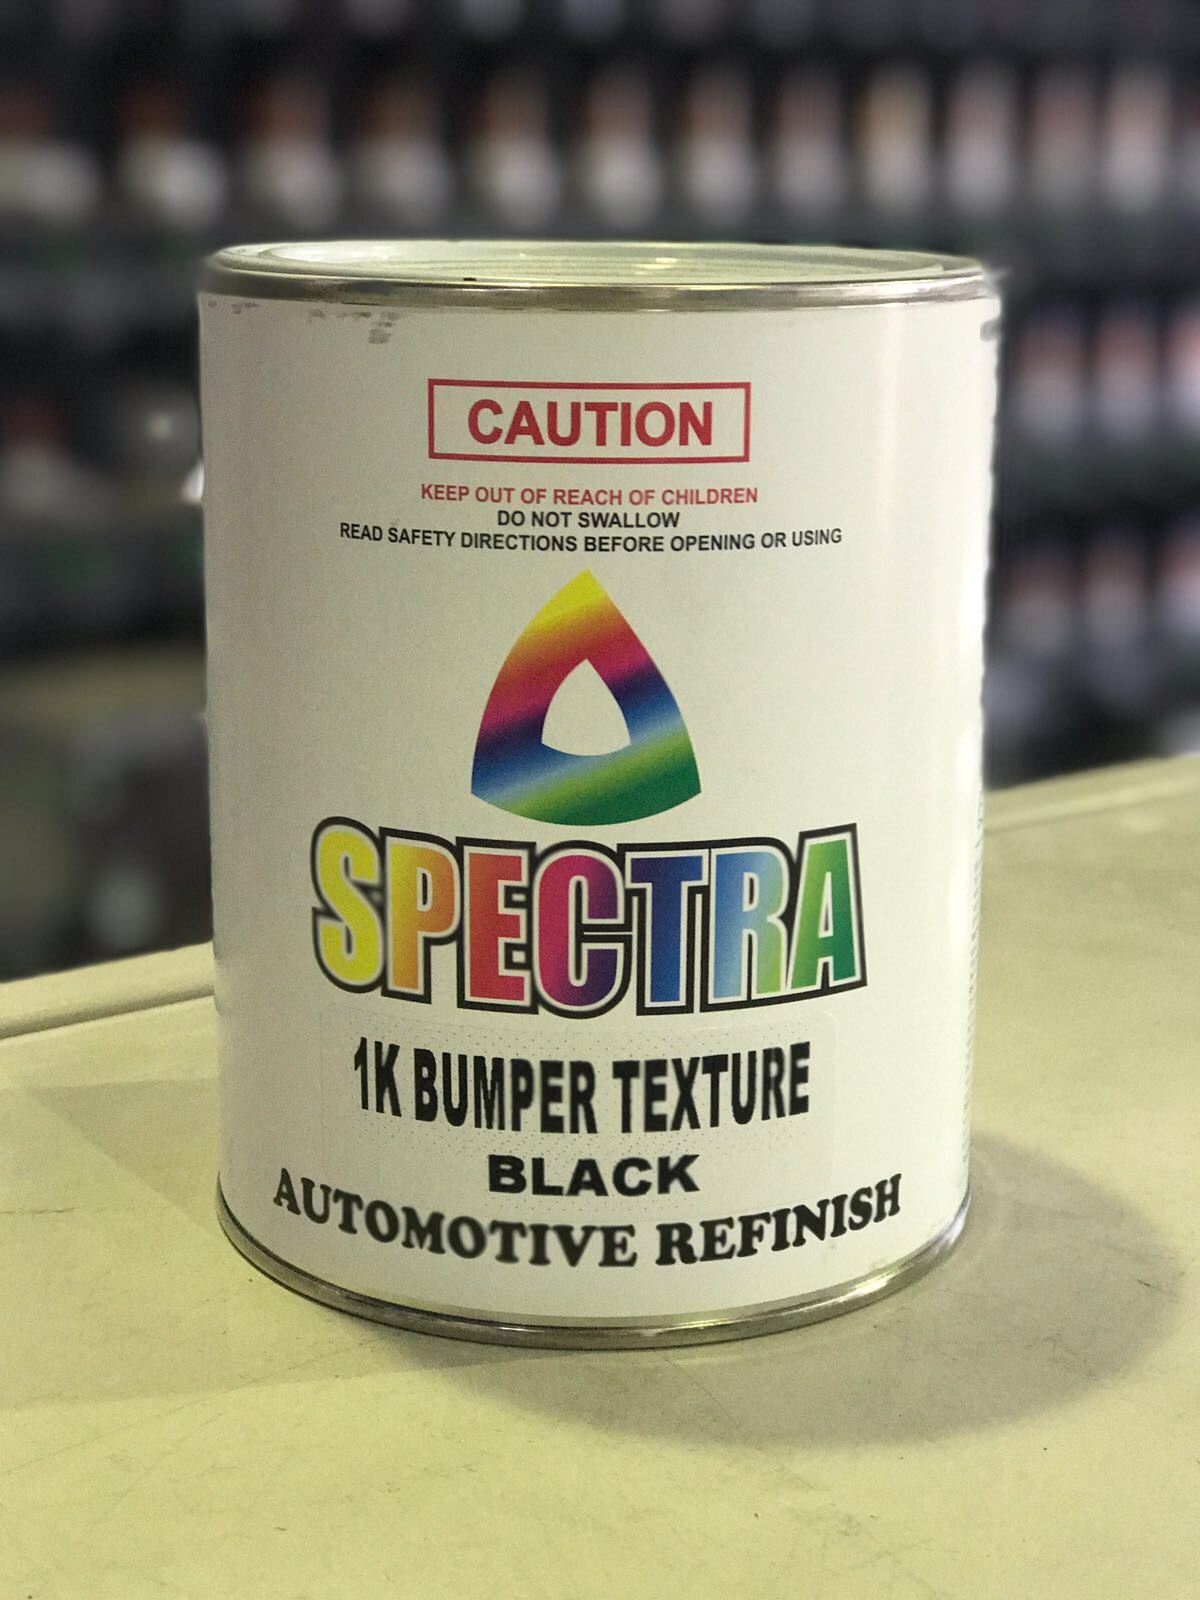 CAUTION
KEEP OUT OF REACH OF CHILDREN
DO NOT SWALLOW
READ SAFETY DIRECTIONS BEFORE OPENING OR USING
SPECTRA
1K BUMPER TEXTURE
BLACK
AUTOMOTIVE REFINISH